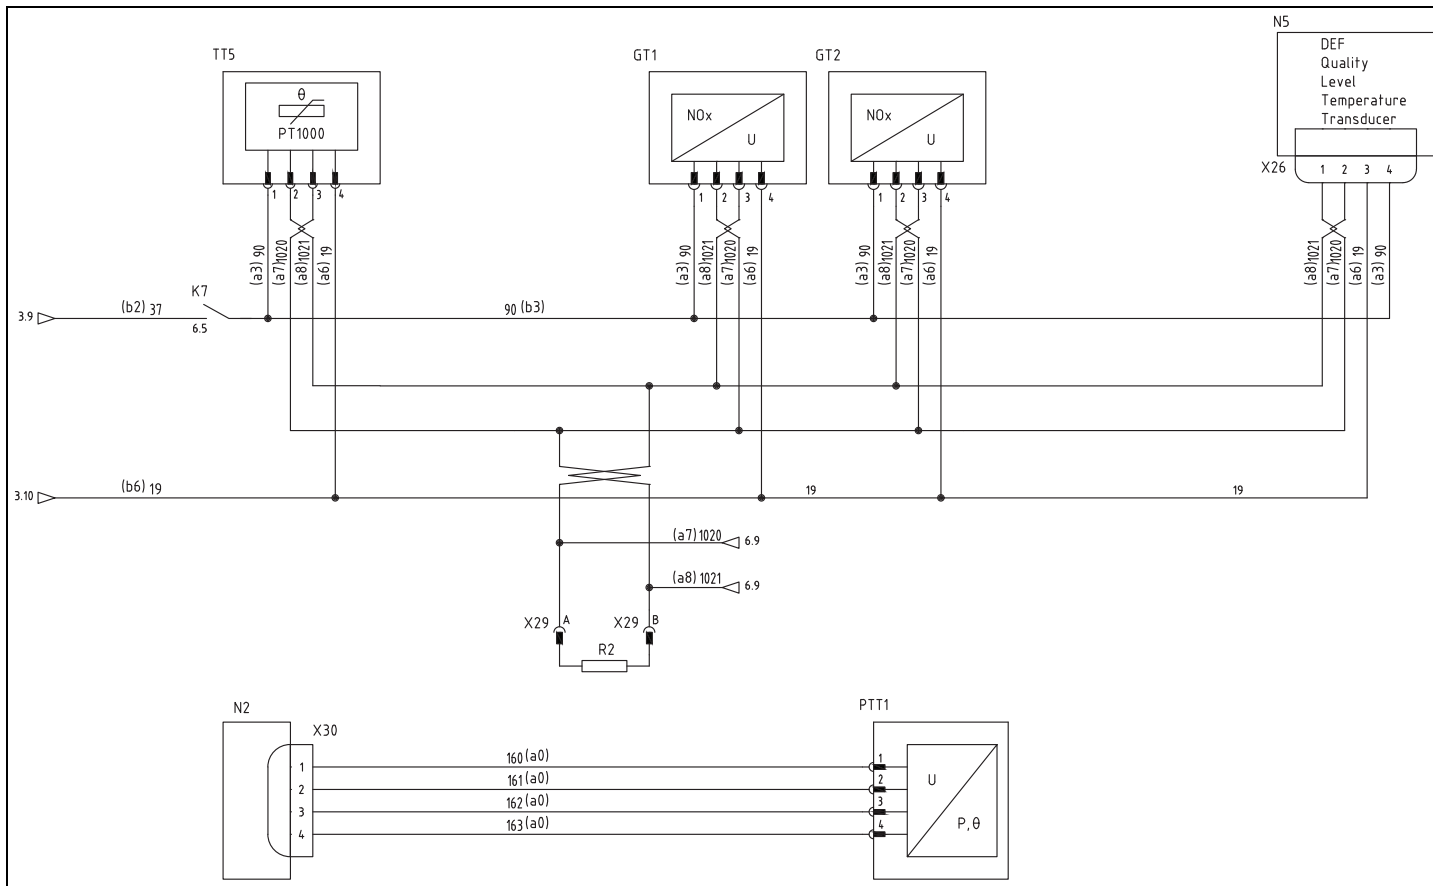 N5
TT5
GT1
GT2
DEF
Quality
Level
Temperature
Transducer
θ
PT1000
NOx
U
NOx
U
X26
1 2 3 4
1 2 3 4
1 2 3 4
1 2 3 4
(a3) 90
(a7)1020
(a8)1021
(a6) 19
(a3) 90
(a8)1021
(a7)1020
(a6) 19
(a3) 90
(a8)1021
(a7)1020
(a6) 19
(a8)1021
(a7)1020
(a6) 19
(a3) 90
K7
3.9
(b2) 37
6.5
90 (b3)
3.10
(b6) 19
19
19
(a7)1020
6.9
(a8)1021
6.9
X29 A
X29 B
R2
N2
X30
PTT1
1
160(a0)
1
2
161(a0)
2
3
162(a0)
3
4
163(a0)
4
U
P,θ